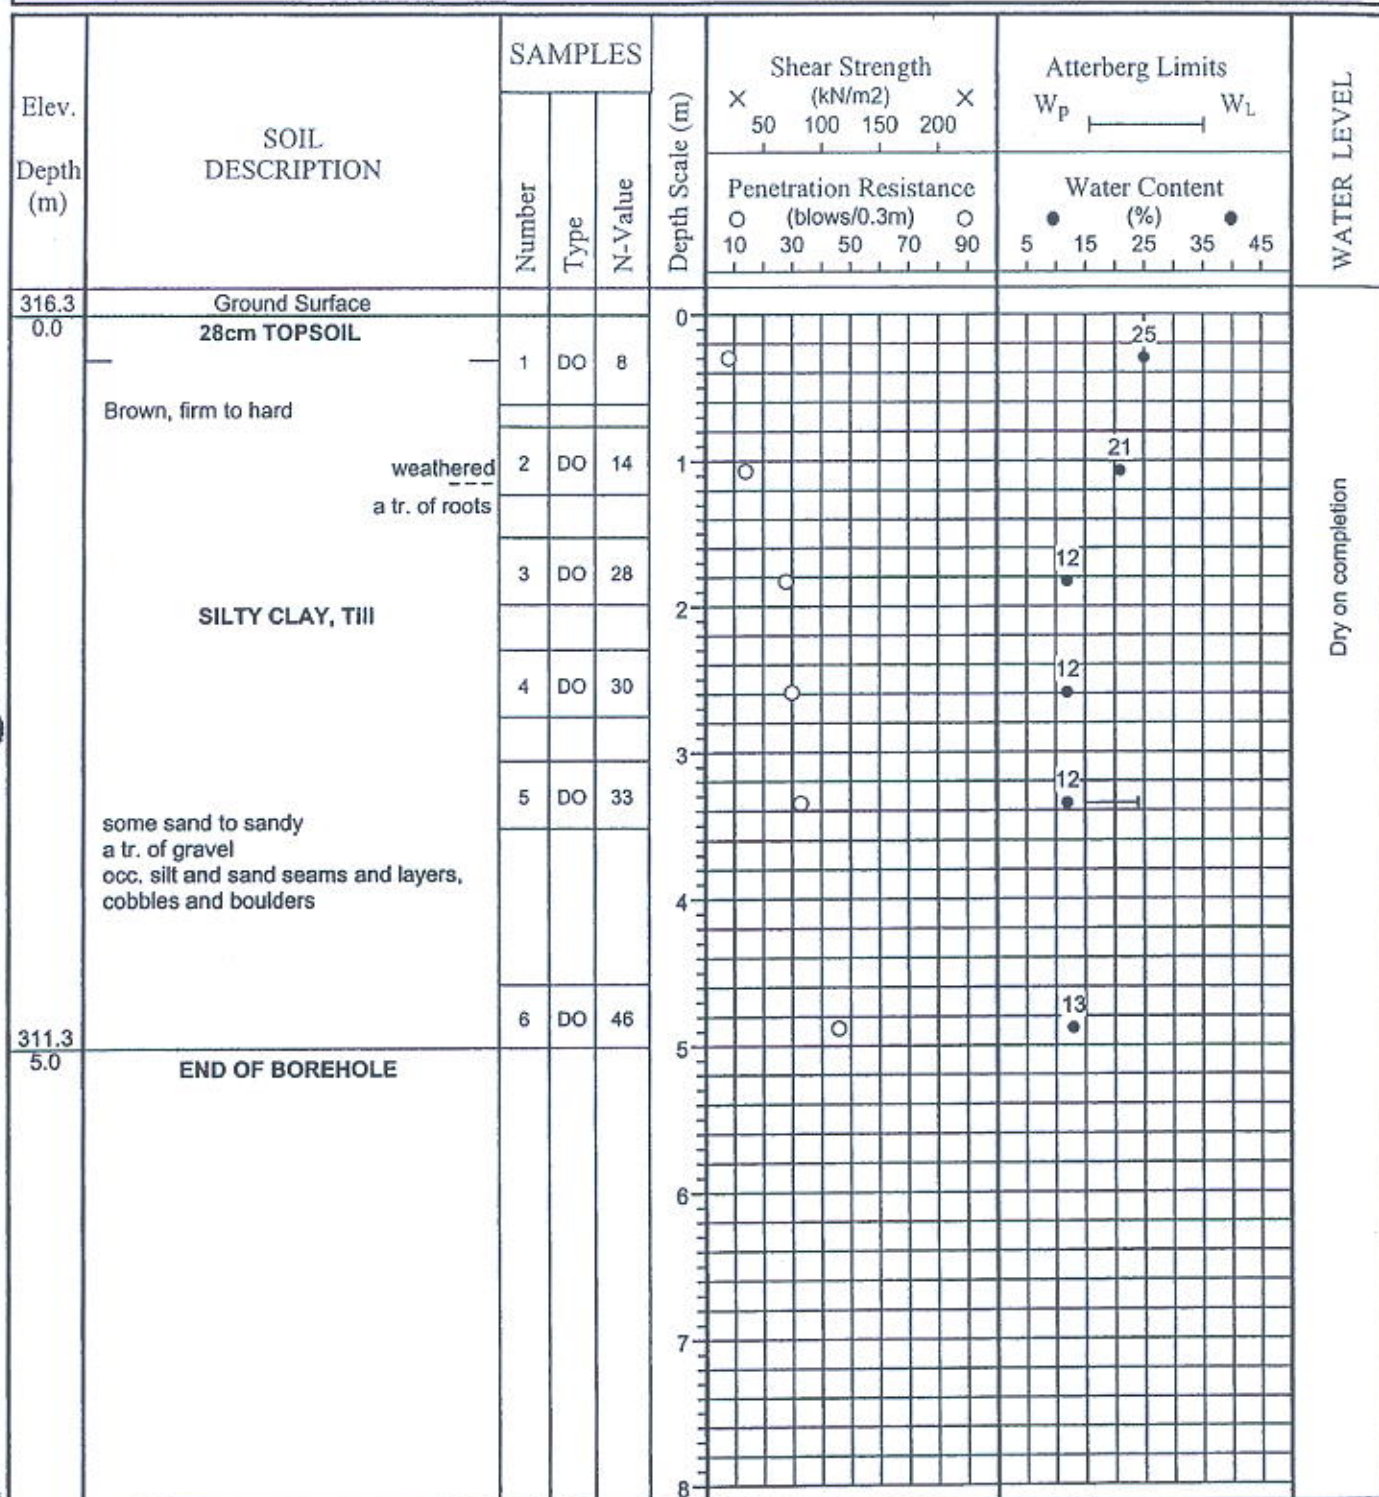 Elev.
Depth
(m)
SOIL
DESCRIPTION
SAMPLES
Number
Type
N-Value
Depth Scale (m)
Shear Strength
× (kN/m2) ×
50 100 150 200
Penetration Resistance
(blows/0.3m)
10 30 50 70 90
Atterberg Limits
WP WL
Water Content
(%)
5 15 25 35 45
WATER LEVEL
316.3
0.0
Ground Surface
28cm TOPSOIL
1 DO 8
Brown, firm to hard
weathered
a tr. of roots
2 DO 14
3 DO 28
SILTY CLAY, Till
4 DO 30
5 DO 33
some sand to sandy
a tr. of gravel
occ. silt and sand seams and layers,
cobbles and boulders
6 DO 46
311.3
5.0
END OF BOREHOLE
0
1
2
3
4
5
6
7
8
25
21
12
12
12
13
Dry on completion